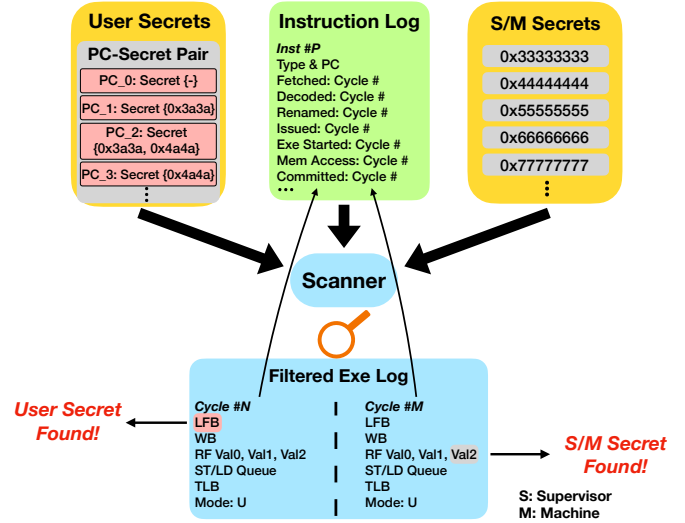 User Secrets
PC-Secret Pair
PC_0: Secret {-}
PC_1: Secret {0x3a3a}
PC_2: Secret
{0x3a3a, 0x4a4a}
PC_3: Secret {0x4a4a}
Instruction Log
Inst #P
Type & PC
Fetched: Cycle #
Decoded: Cycle #
Renamed: Cycle #
Issued: Cycle #
Exe Started: Cycle #
Mem Access: Cycle #
Committed: Cycle #
...
S/M Secrets
0x33333333
0x44444444
0x55555555
0x66666666
0x77777777
Scanner
Filtered Exe Log
Cycle #N
LFB
WB
RF Val0, Val1, Val2
ST/LD Queue
TLB
Mode: U
Cycle #M
LFB
WB
RF Val0, Val1, Val2
ST/LD Queue
TLB
Mode: U
User Secret
Found!
S/M Secret
Found!
S: Supervisor
M: Machine